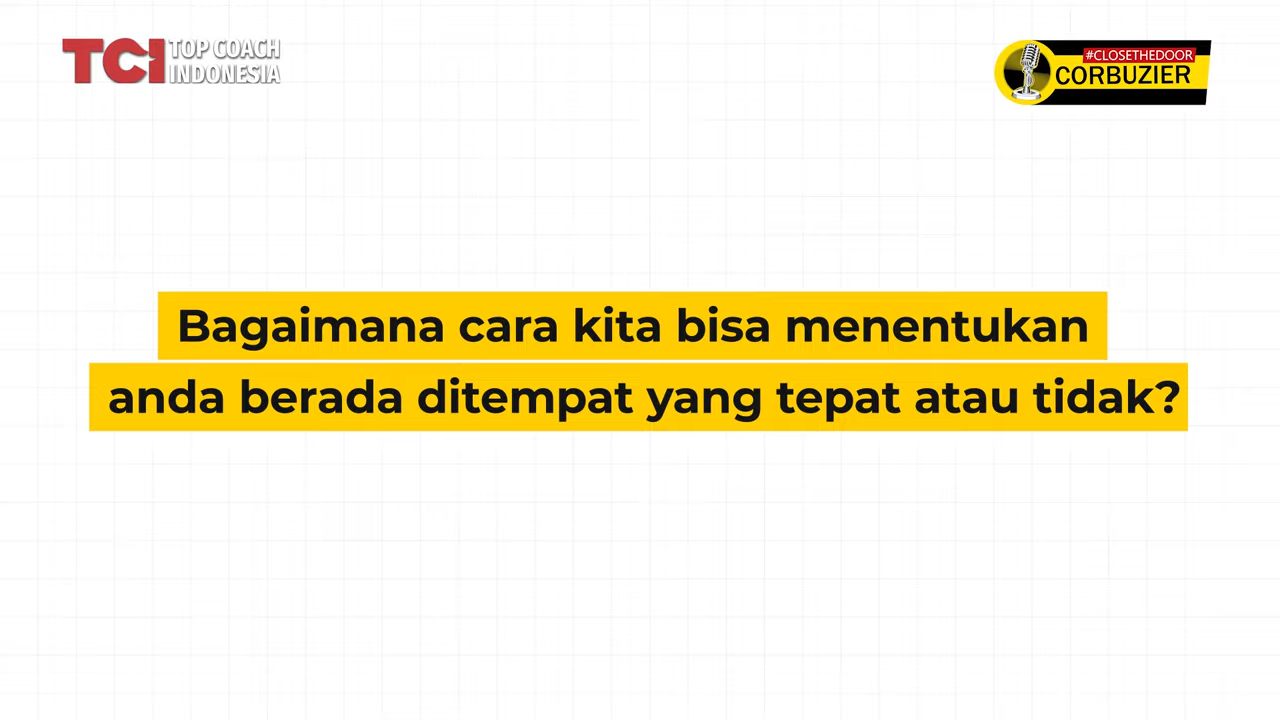 TCI TOP COACH
INDONESIA
#CLOSETHEDOOR
CORBUZIER
Bagaimana cara kita bisa menentukan
anda berada ditempat yang tepat atau tidak?